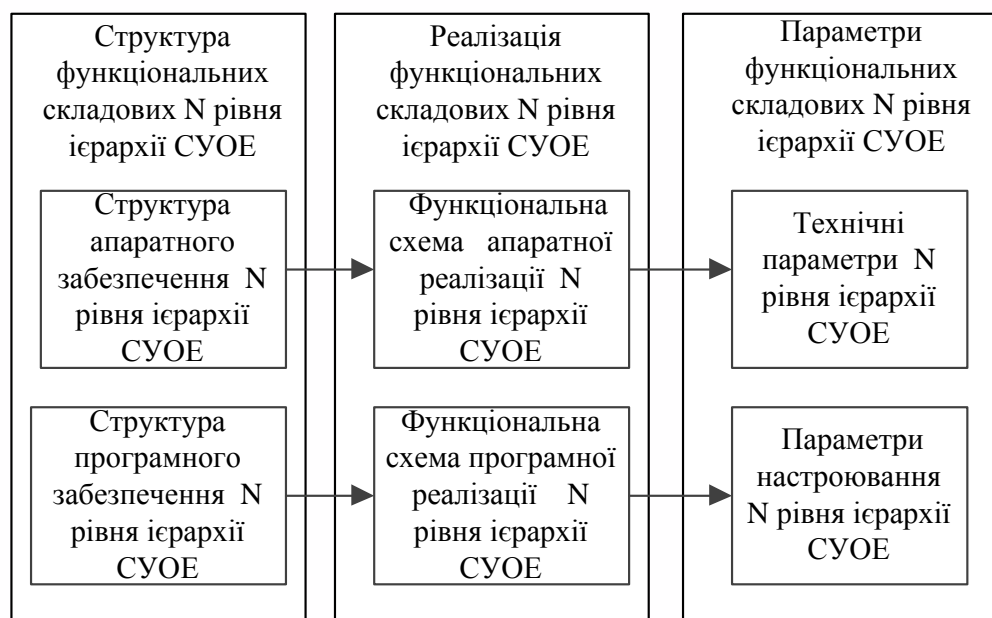 Структура
функціональних
складових N рівня
ієрархії СУОЕ
Структура
апаратного
забезпечення N
рівня ієрархії
СУОЕ
Структура
програмного
забезпечення N
рівня ієрархії
СУОЕ
Реалізація
функціональних
складових N рівня
ієрархії СУОЕ
Функціональна
схема апаратної
реалізації N
рівня ієрархії
СУОЕ
Функціональна
схема програмної
реалізації N
рівня ієрархії
СУОЕ
Параметри
функціональних
складових N рівня
ієрархії СУОЕ
Технічні
параметри N
рівня ієрархії
СУОЕ
Параметри
настроювання
N рівня ієрархії
СУОЕ